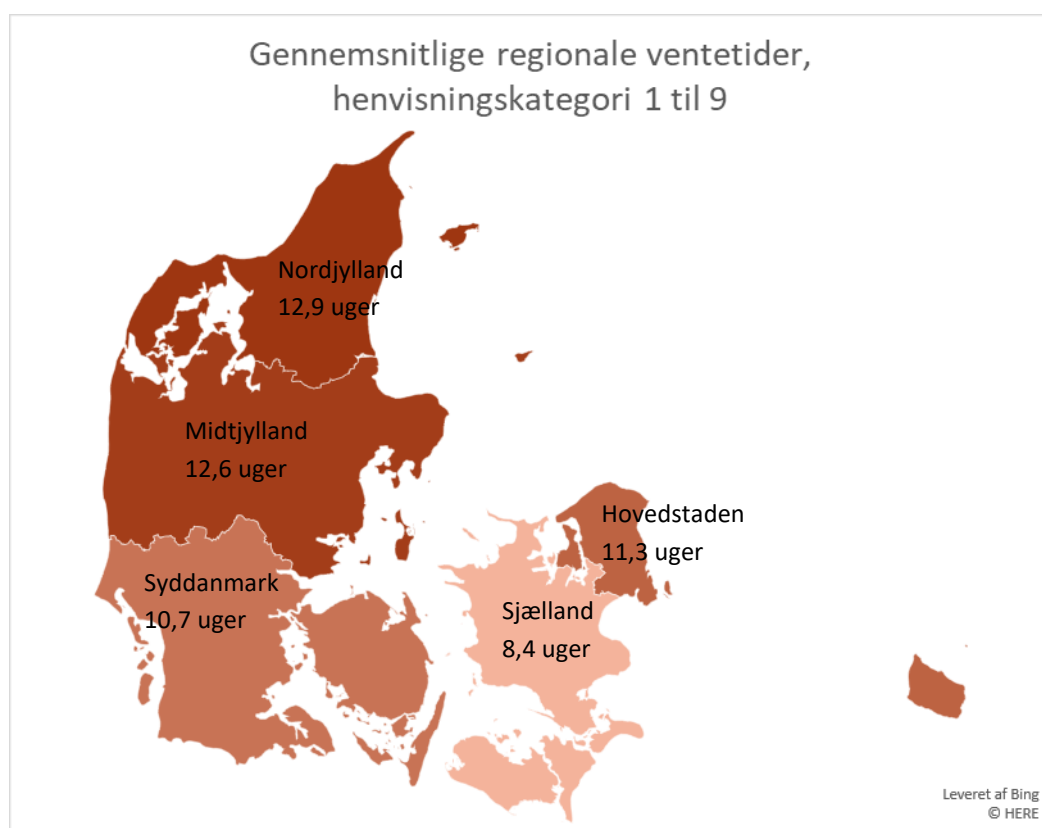 Gennemsnitlige regionale ventetider,
henvisningskategori 1 til 9
Nordjylland
12,9 uger
Midtjylland
12,6 uger
Hovedstaden
11,3 uger
Syddanmark
10,7 uger
Sjælland
8,4 uger
Leveret af Bing
© HERE